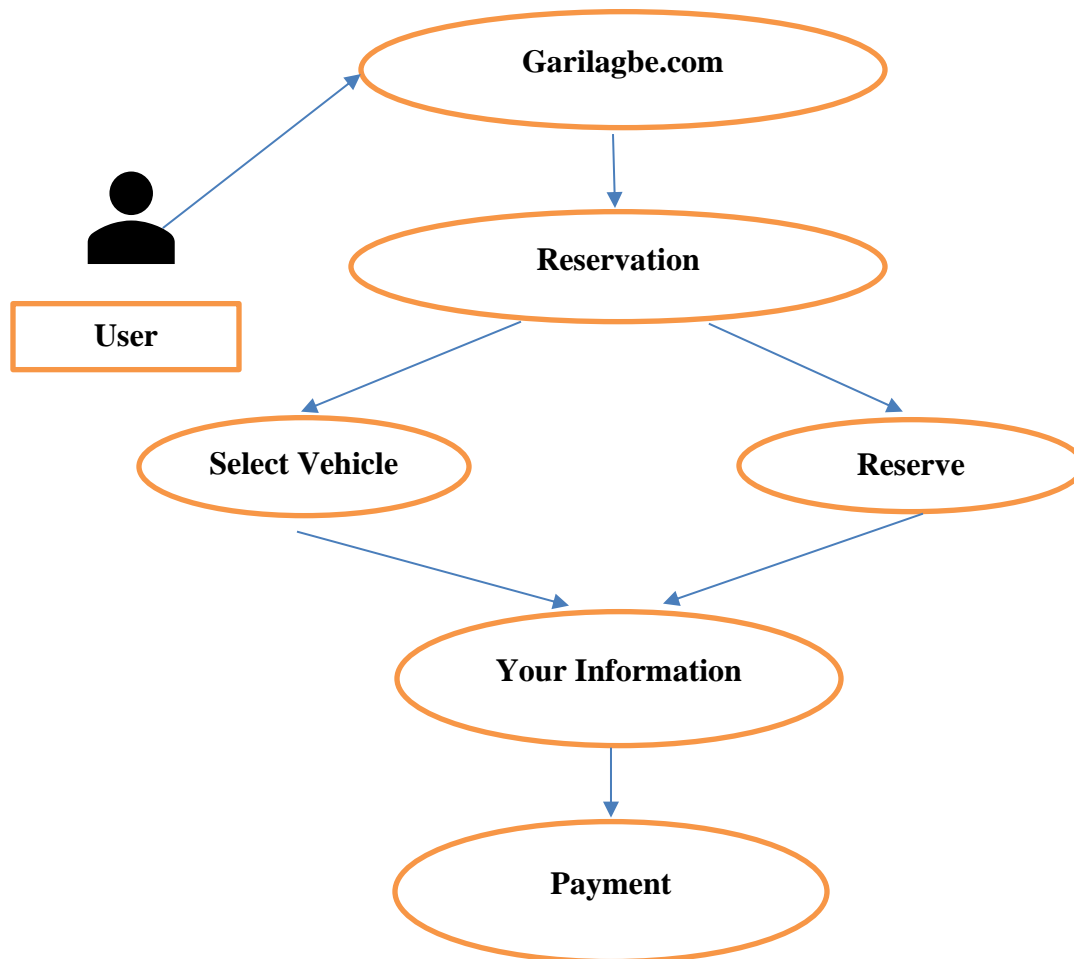 Garilagbe.com
Reservation
User
Select Vehicle
Reserve
Your Information
Payment